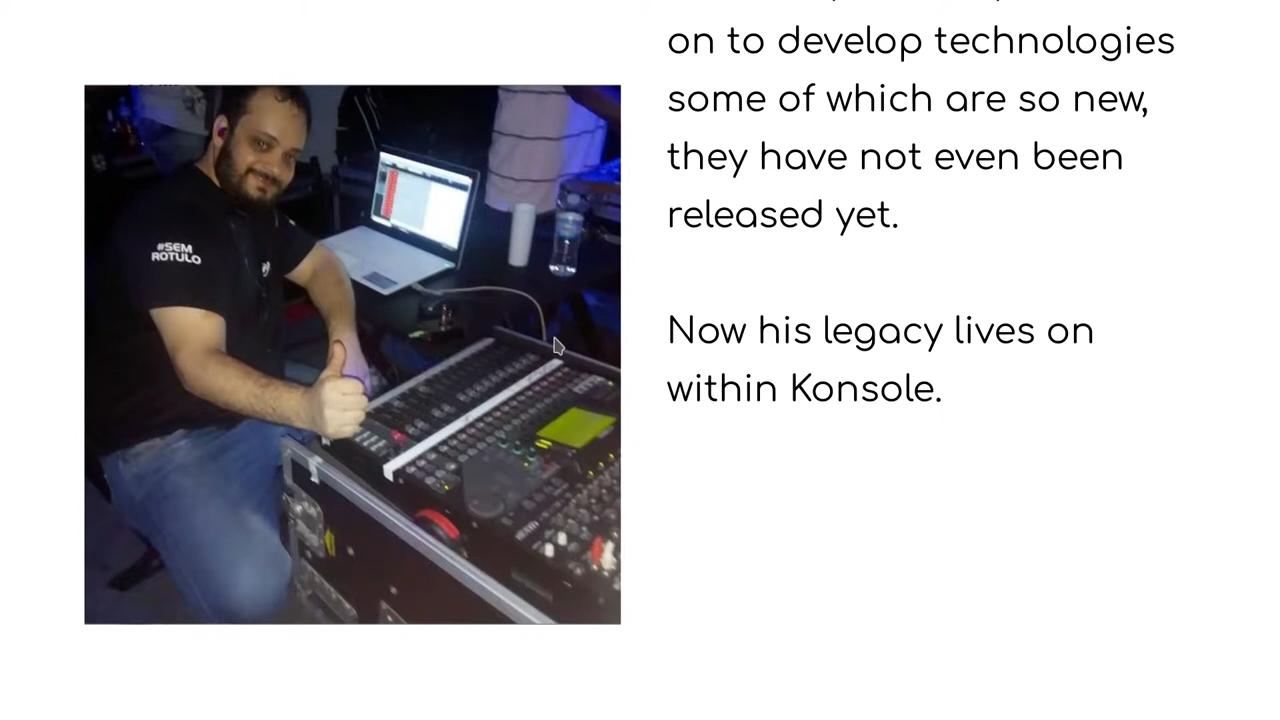 on to develop technologies
some of which are so new,
they have not even been
released yet.
Now his legacy lives on
within Konsole.
#SEM
ROTULO